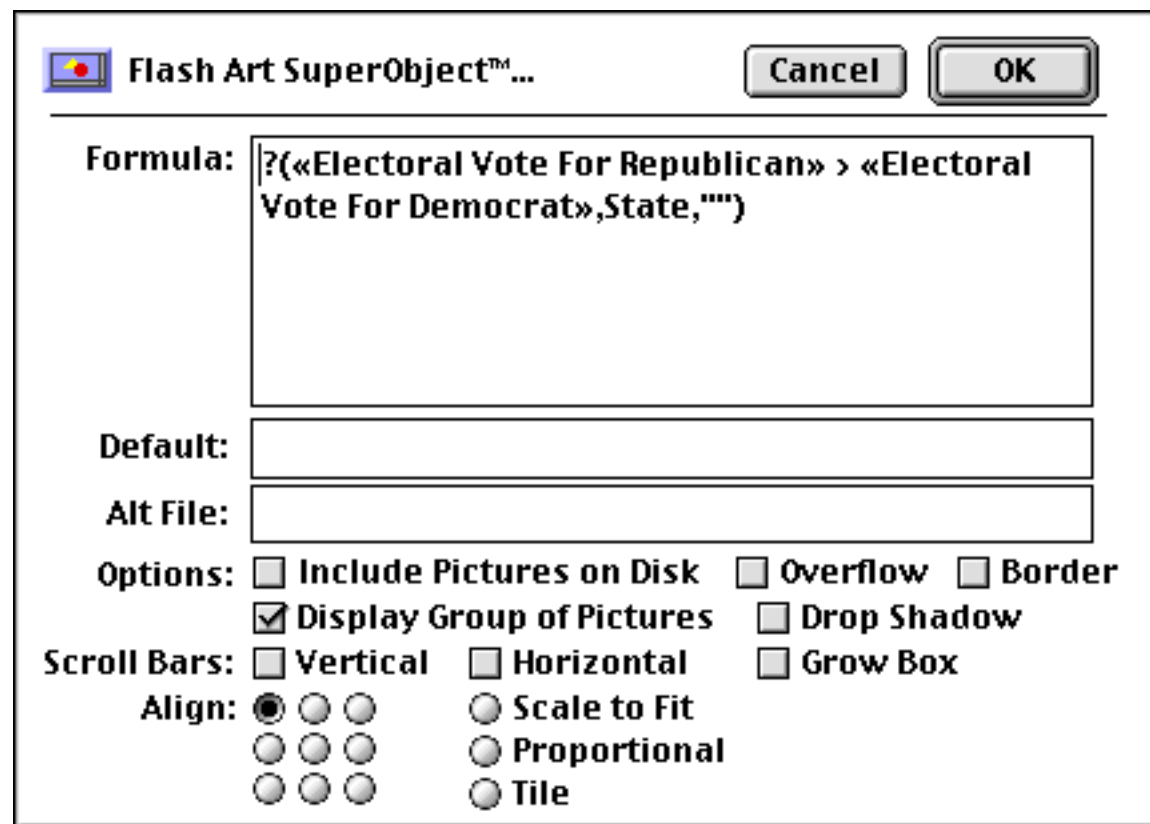 Flash Art SuperObject™... Cancel OK
Formula: ?(«Electoral Vote For Republican» > «Electoral
Vote For Democrat»,State,"")
Default:
Alt File:
Options: Include Pictures on Disk Overflow Border
Display Group of Pictures Drop Shadow
Scroll Bars: Vertical Horizontal Grow Box
Align: Scale to Fit
Proportional
Tile